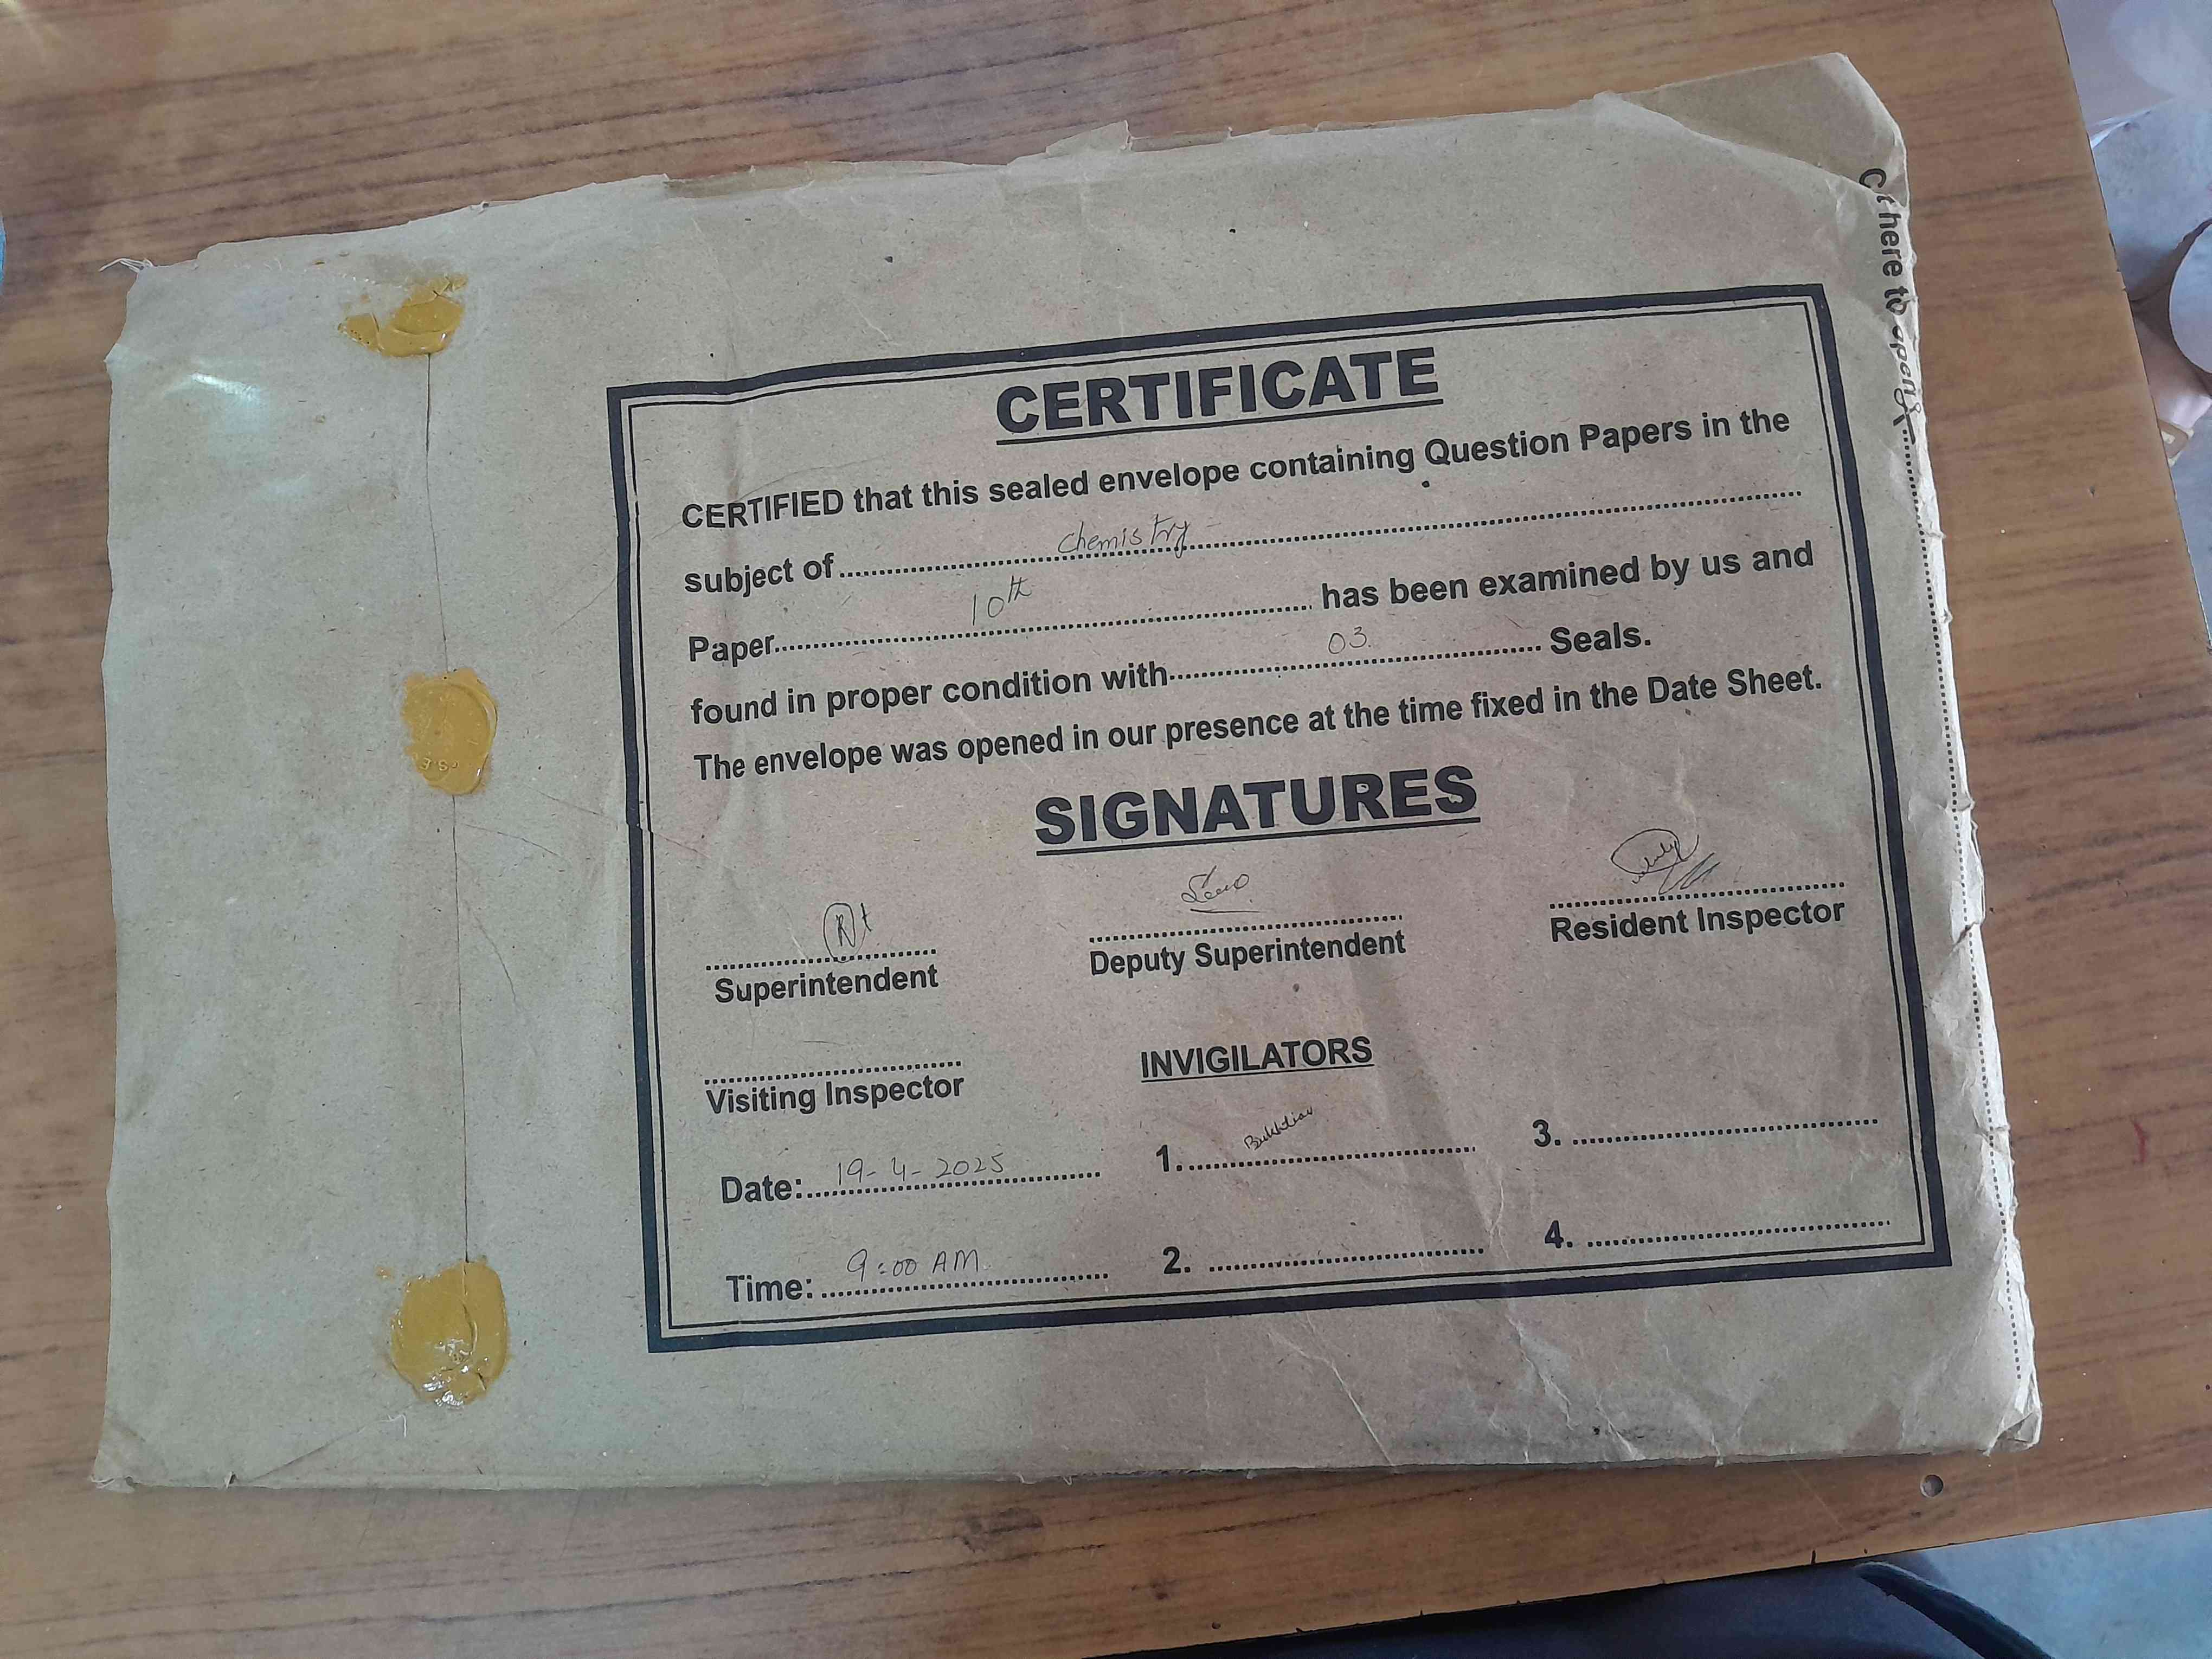 Cut here to open
CERTIFICATE
CERTIFIED that this sealed envelope containing Question Papers in the
subject of Chemistry
Paper 10th has been examined by us and
found in proper condition with 03 Seals.
The envelope was opened in our presence at the time fixed in the Date Sheet.
SIGNATURES
Superintendent Deputy Superintendent Resident Inspector
Visiting Inspector INVIGILATORS
Date: 19-4-2025 1. Bukhtiar 3.
Time: 9:00 AM 2. 4.